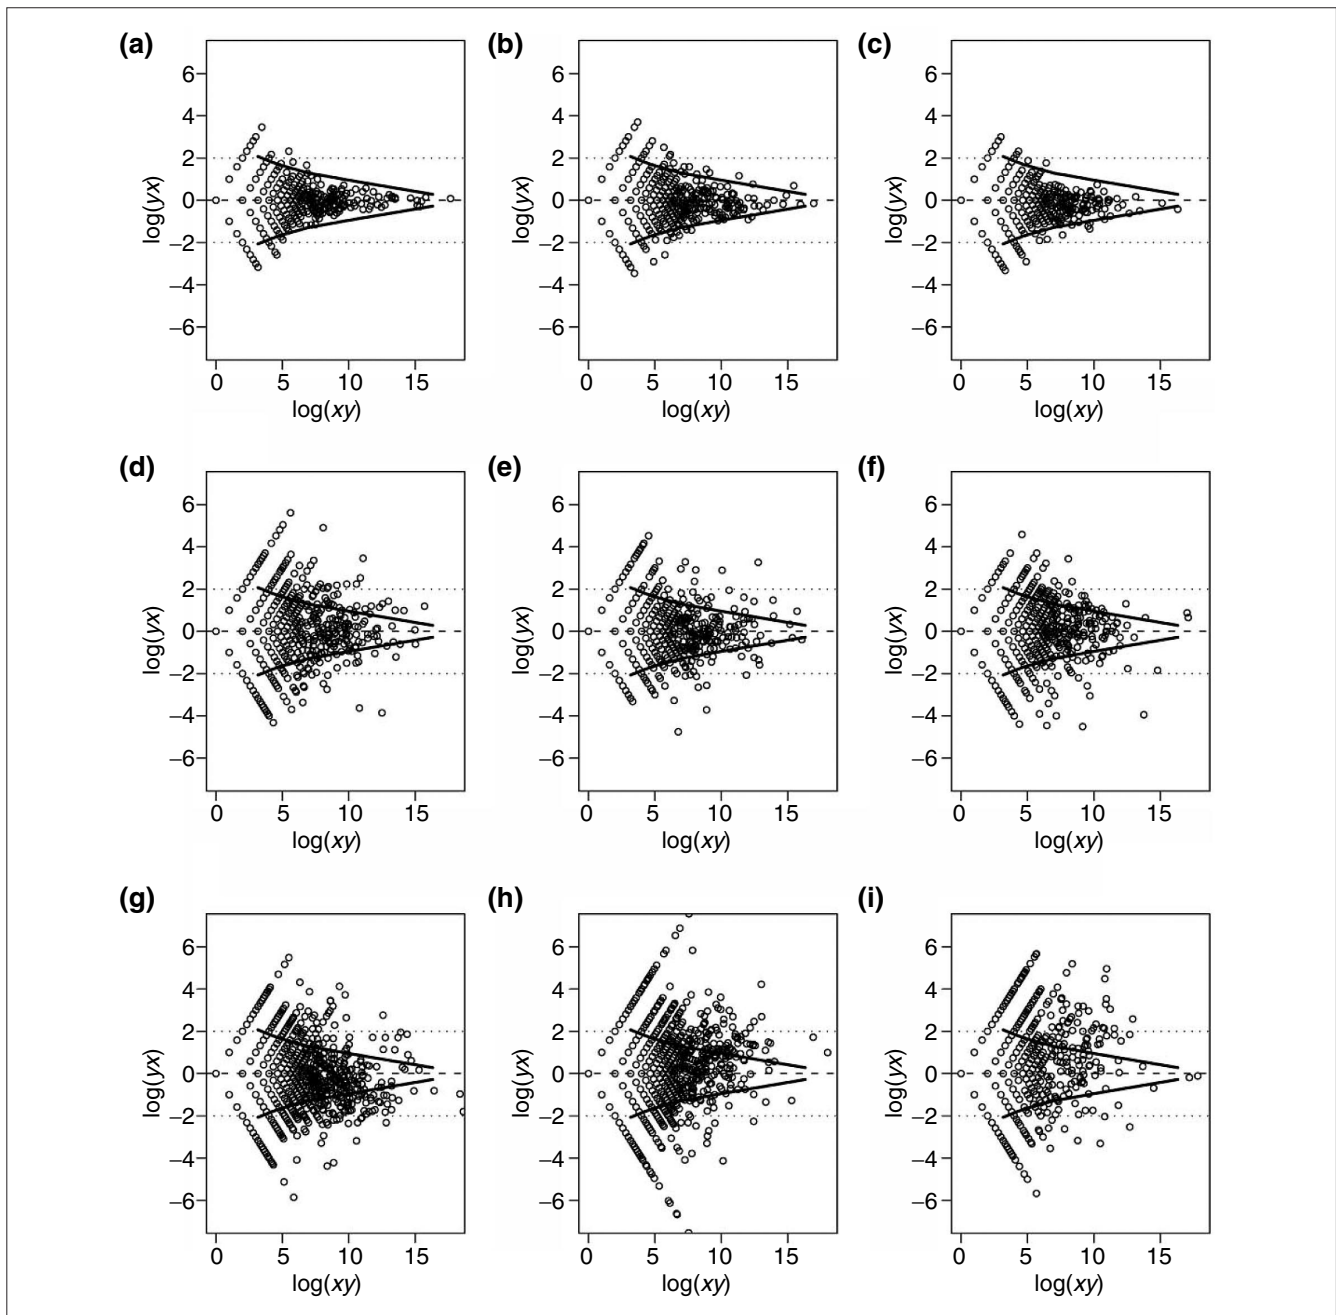 (a) (b) (c)
6 6 6
4 4 4
2 2 2
0 0 0
–2 –2 –2
–4 –4 –4
–6 –6 –6
log(yx) log(yx) log(yx)
0 5 10 15 0 5 10 15 0 5 10 15
log(xy) log(xy) log(xy)
(d) (e) (f)
6 6 6
4 4 4
2 2 2
0 0 0
–2 –2 –2
–4 –4 –4
–6 –6 –6
log(yx) log(yx) log(yx)
0 5 10 15 0 5 10 15 0 5 10 15
log(xy) log(xy) log(xy)
(g) (h) (i)
6 6 6
4 4 4
2 2 2
0 0 0
–2 –2 –2
–4 –4 –4
–6 –6 –6
log(yx) log(yx) log(yx)
0 5 10 15 0 5 10 15 0 5 10 15
log(xy) log(xy) log(xy)